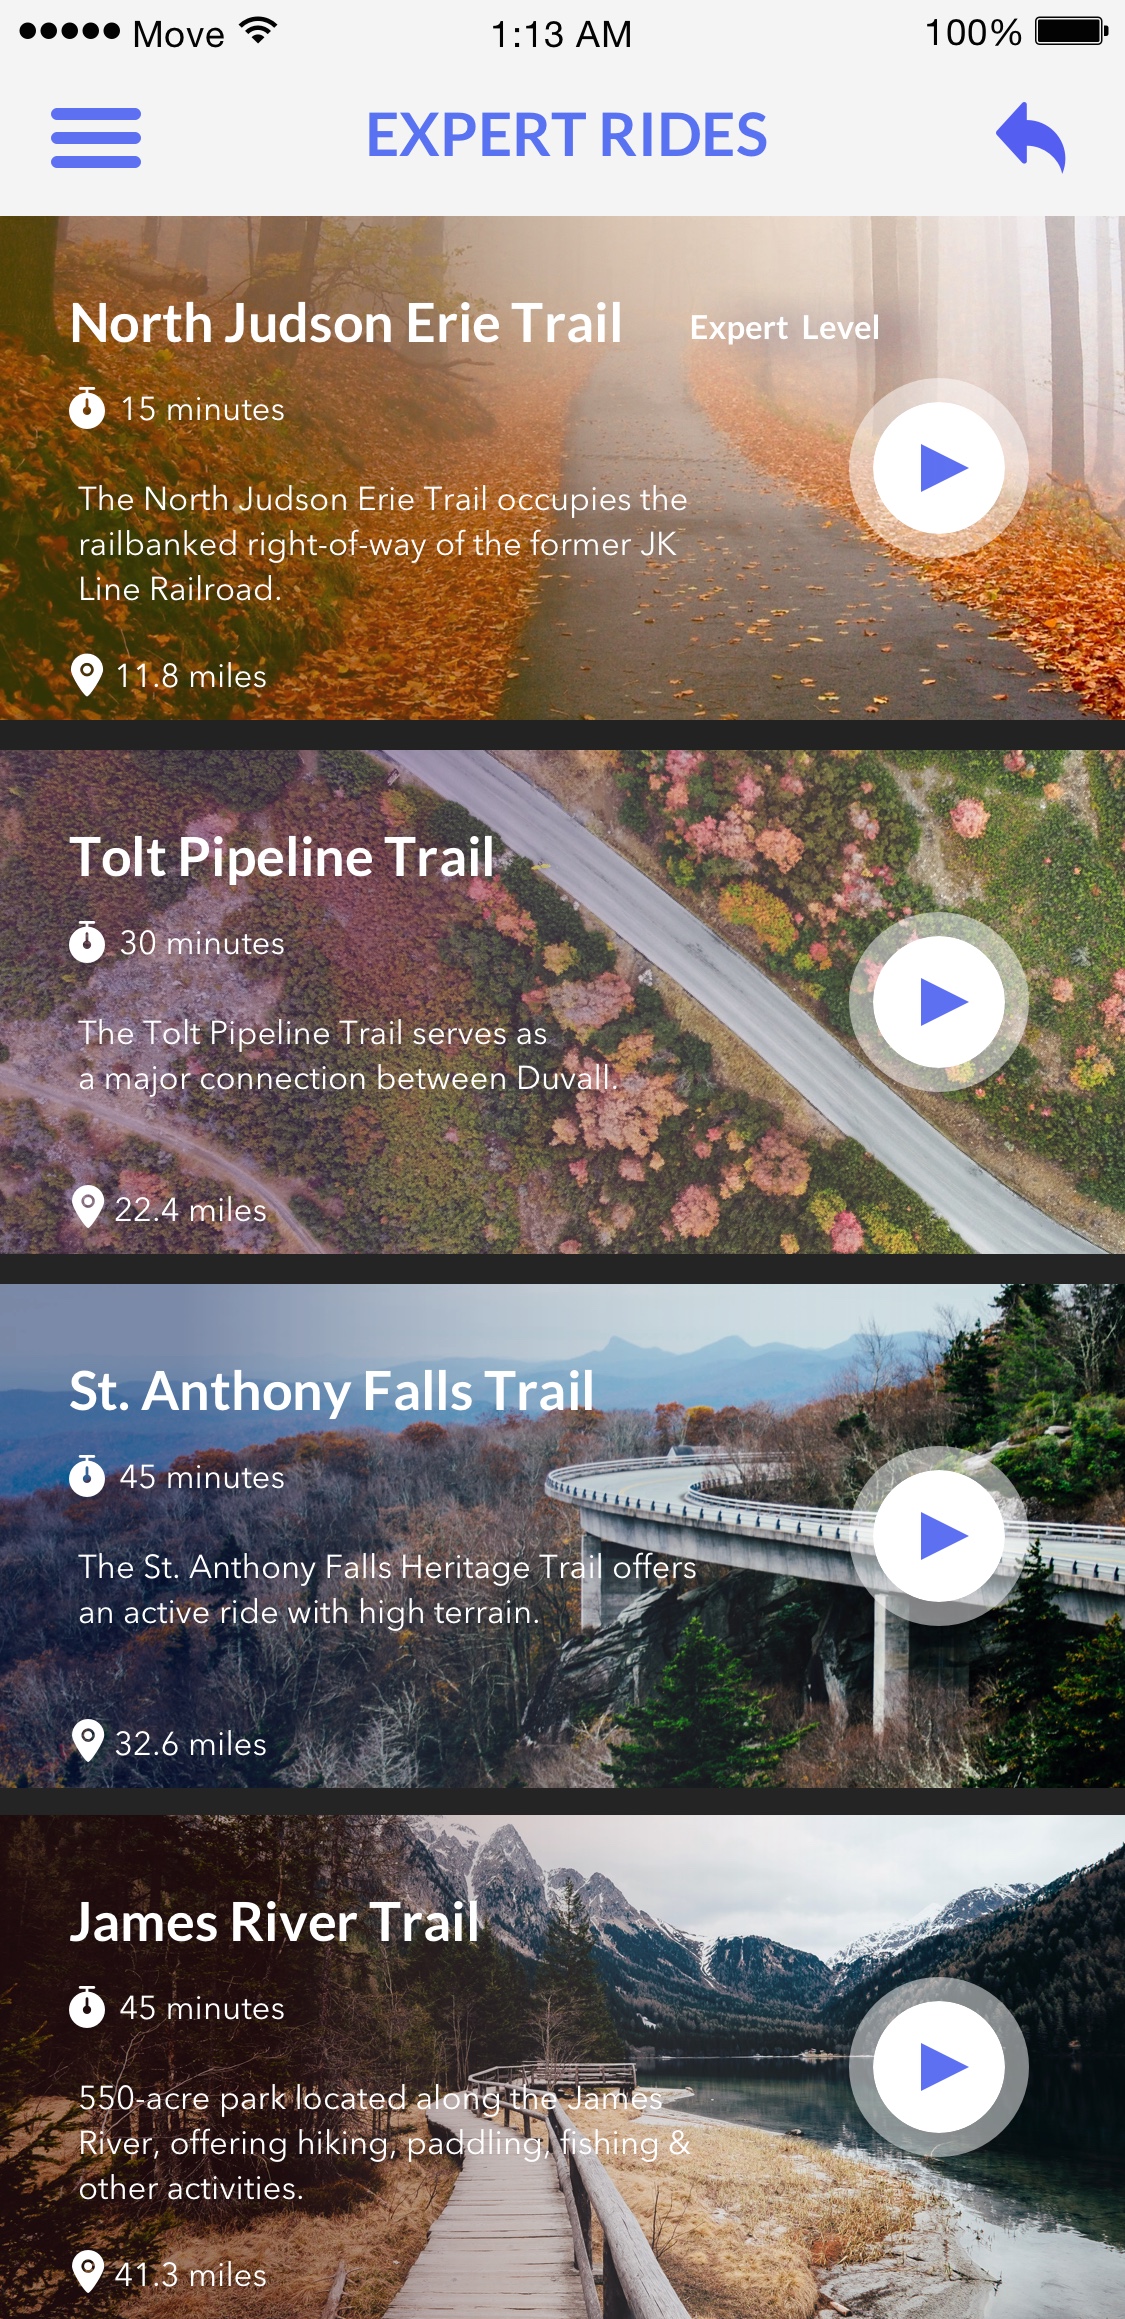 Move 1:13 AM 100%
EXPERT RIDES
North Judson Erie Trail Expert Level
15 minutes
The North Judson Erie Trail occupies the
railbanked right-of-way of the former JK
Line Railroad.
11.8 miles
Tolt Pipeline Trail
30 minutes
The Tolt Pipeline Trail serves as
a major connection between Duvall.
22.4 miles
St. Anthony Falls Trail
45 minutes
The St. Anthony Falls Heritage Trail offers
an active ride with high terrain.
32.6 miles
James River Trail
45 minutes
550-acre park located along the James
River, offering hiking, paddling, fishing &
other activities.
41.3 miles